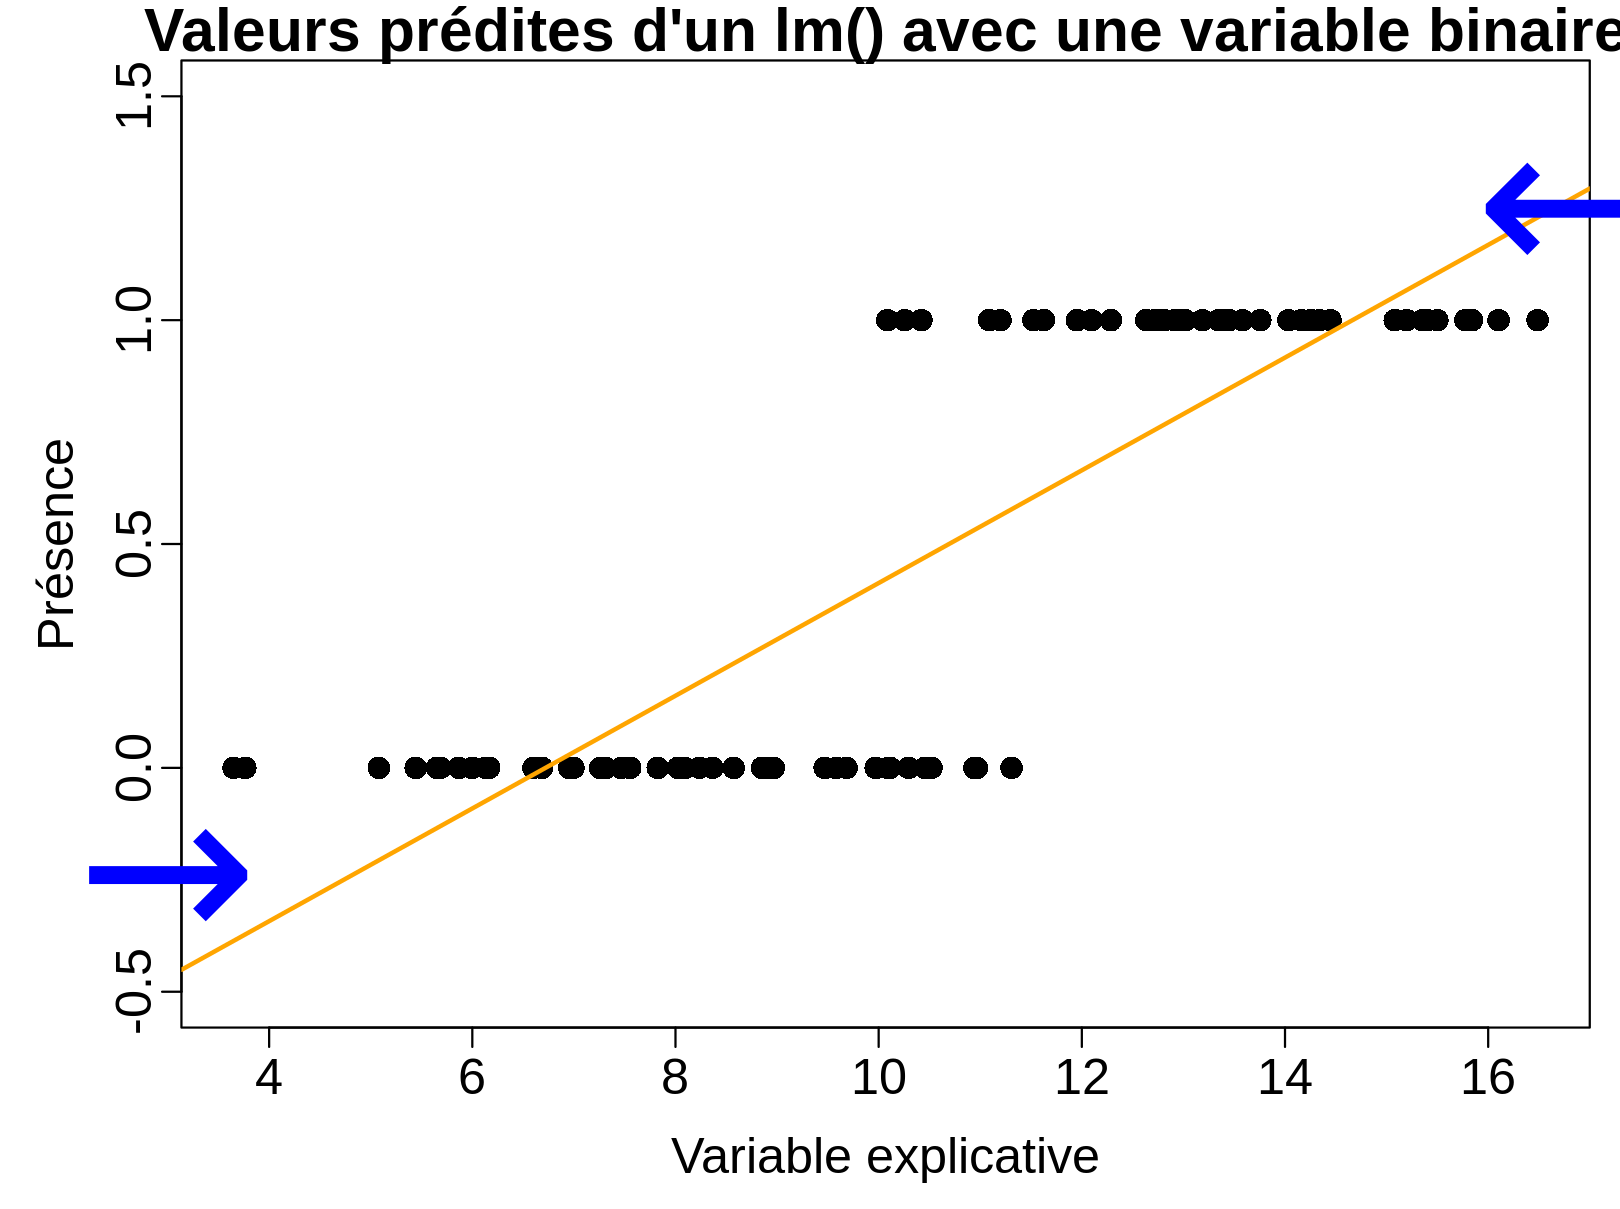 Valeurs prédites d'un lm() avec une variable binaire
1.5
1.0
0.5
0.0
-0.5
Présence
4 6 8 10 12 14 16
Variable explicative